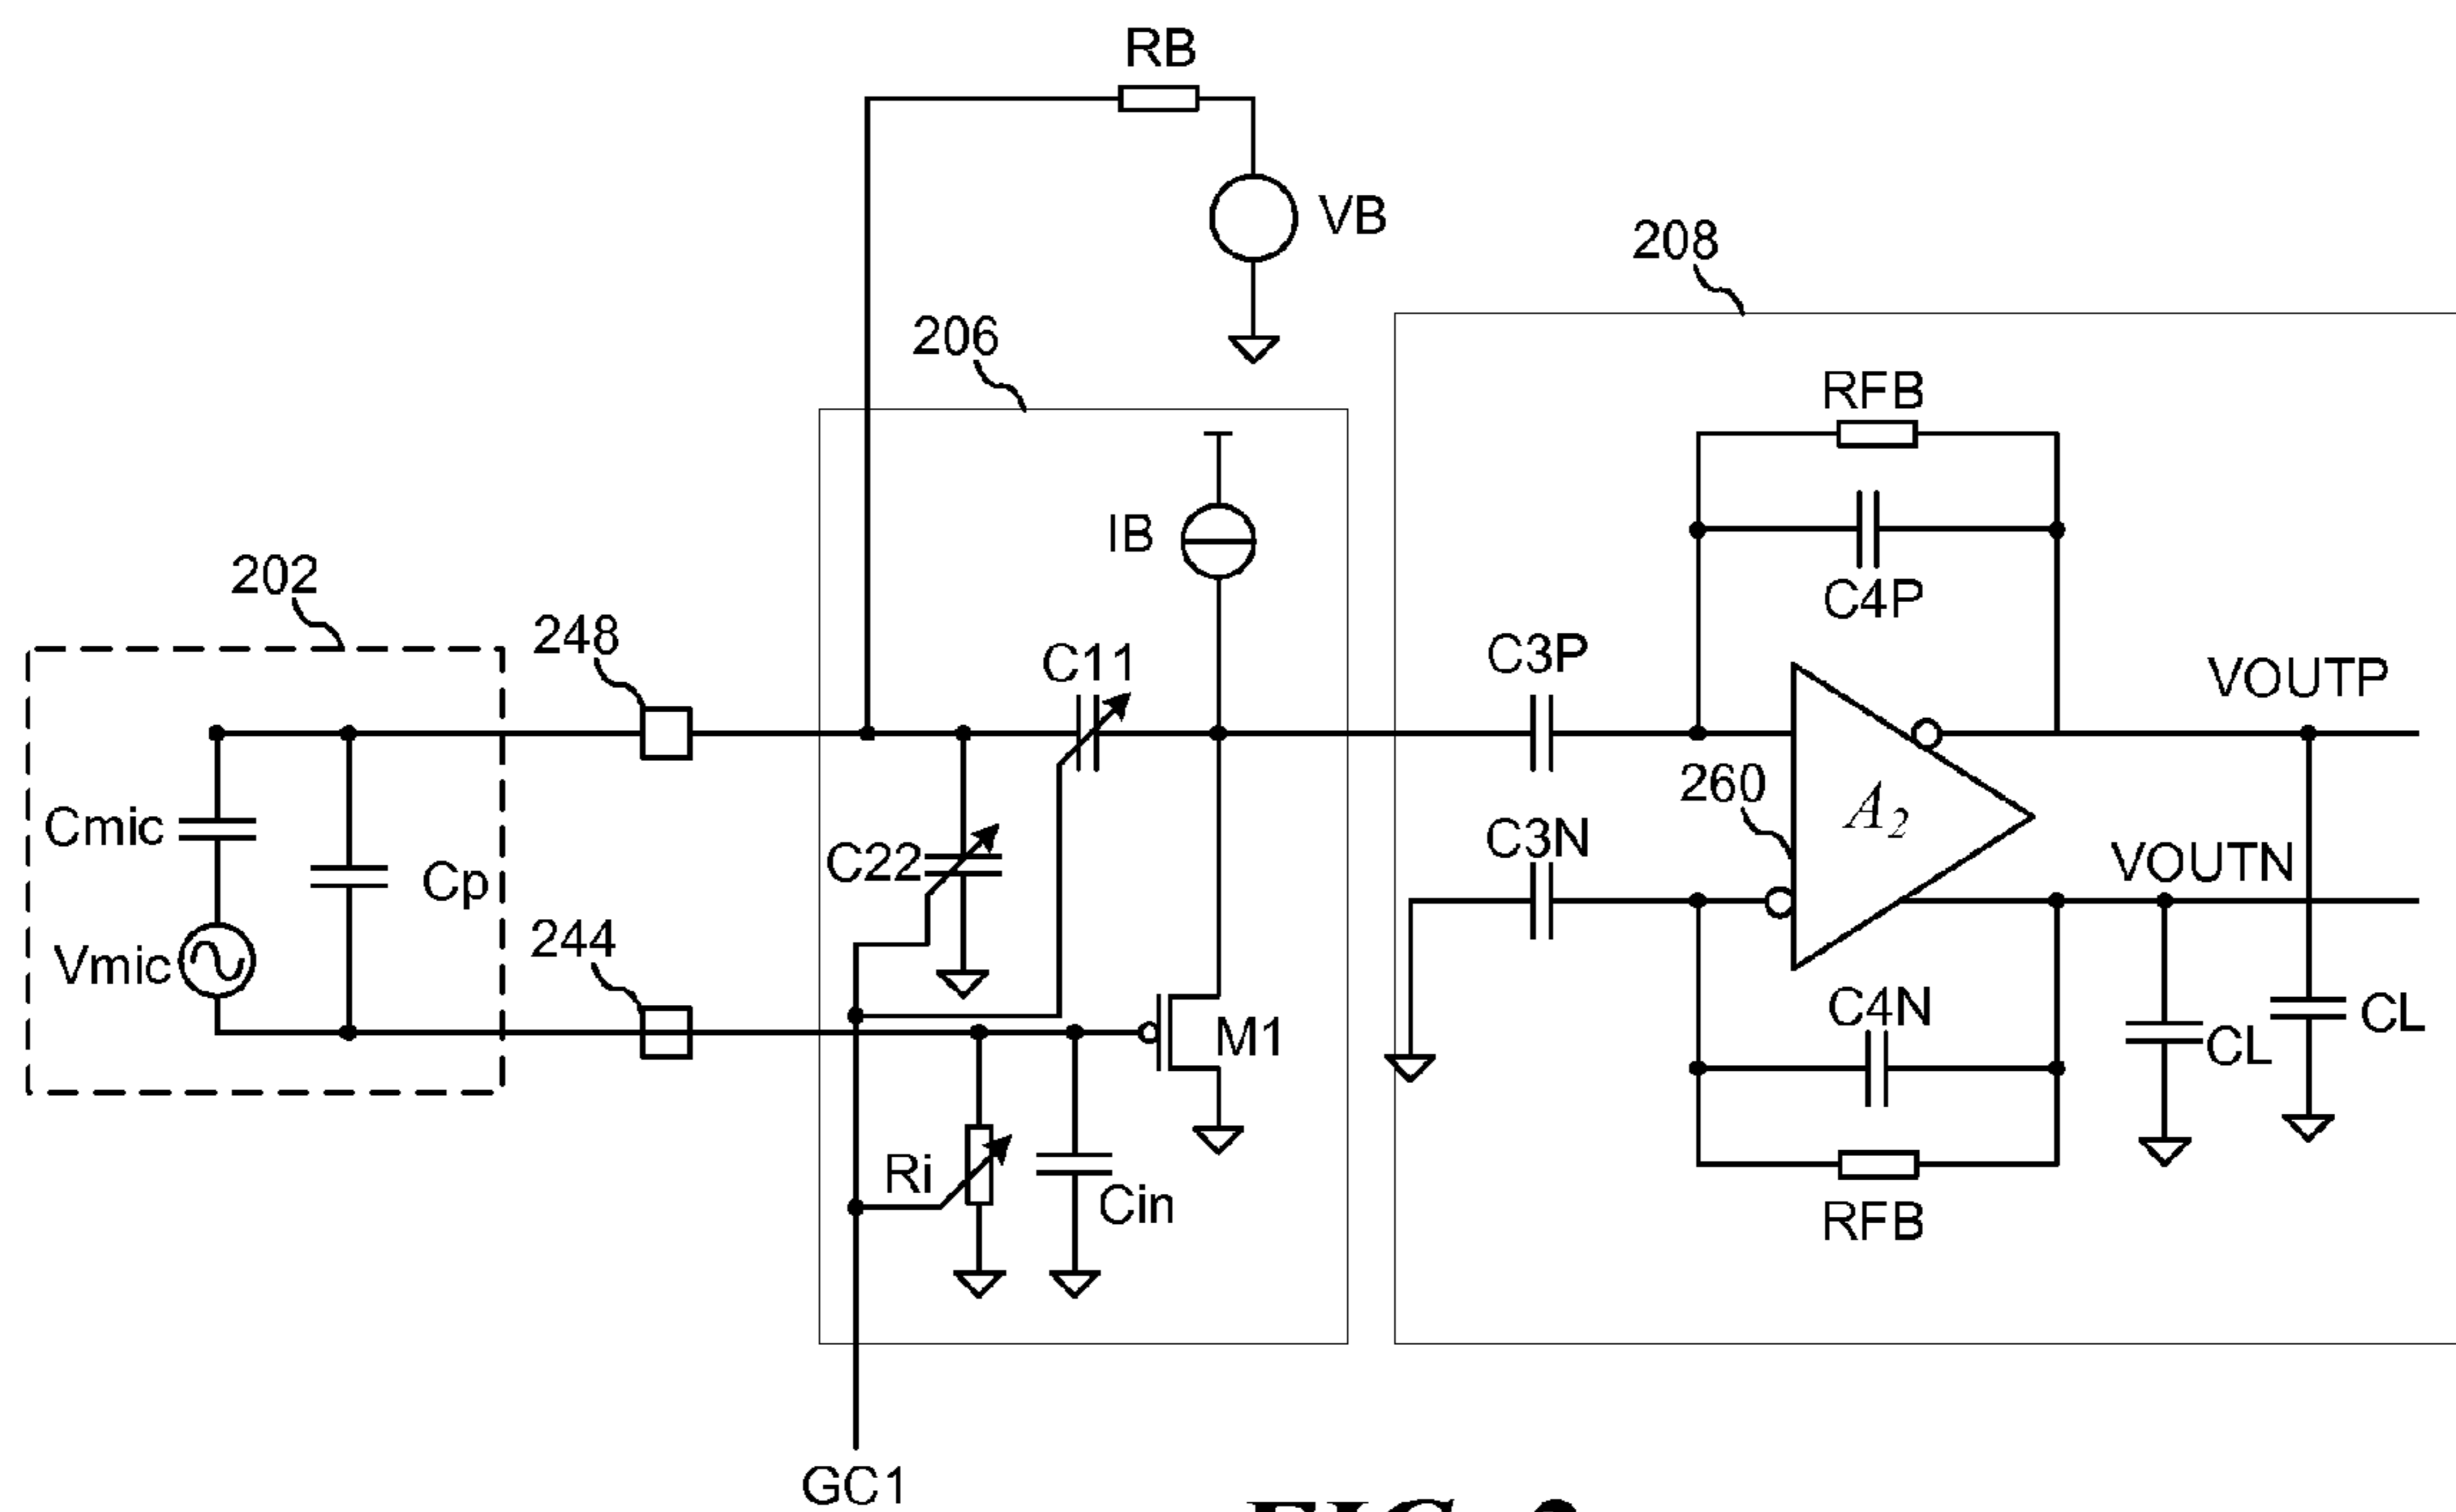 RB
VB
208
206
RFB
IB
202
C4P
248
C11
C3P
VOUTP
260
Cmic
A2
C3N
C22
VOUTN
Cp
244
Vmic
C4N
CL
M1
CL
Ri
Cin
RFB
GC1